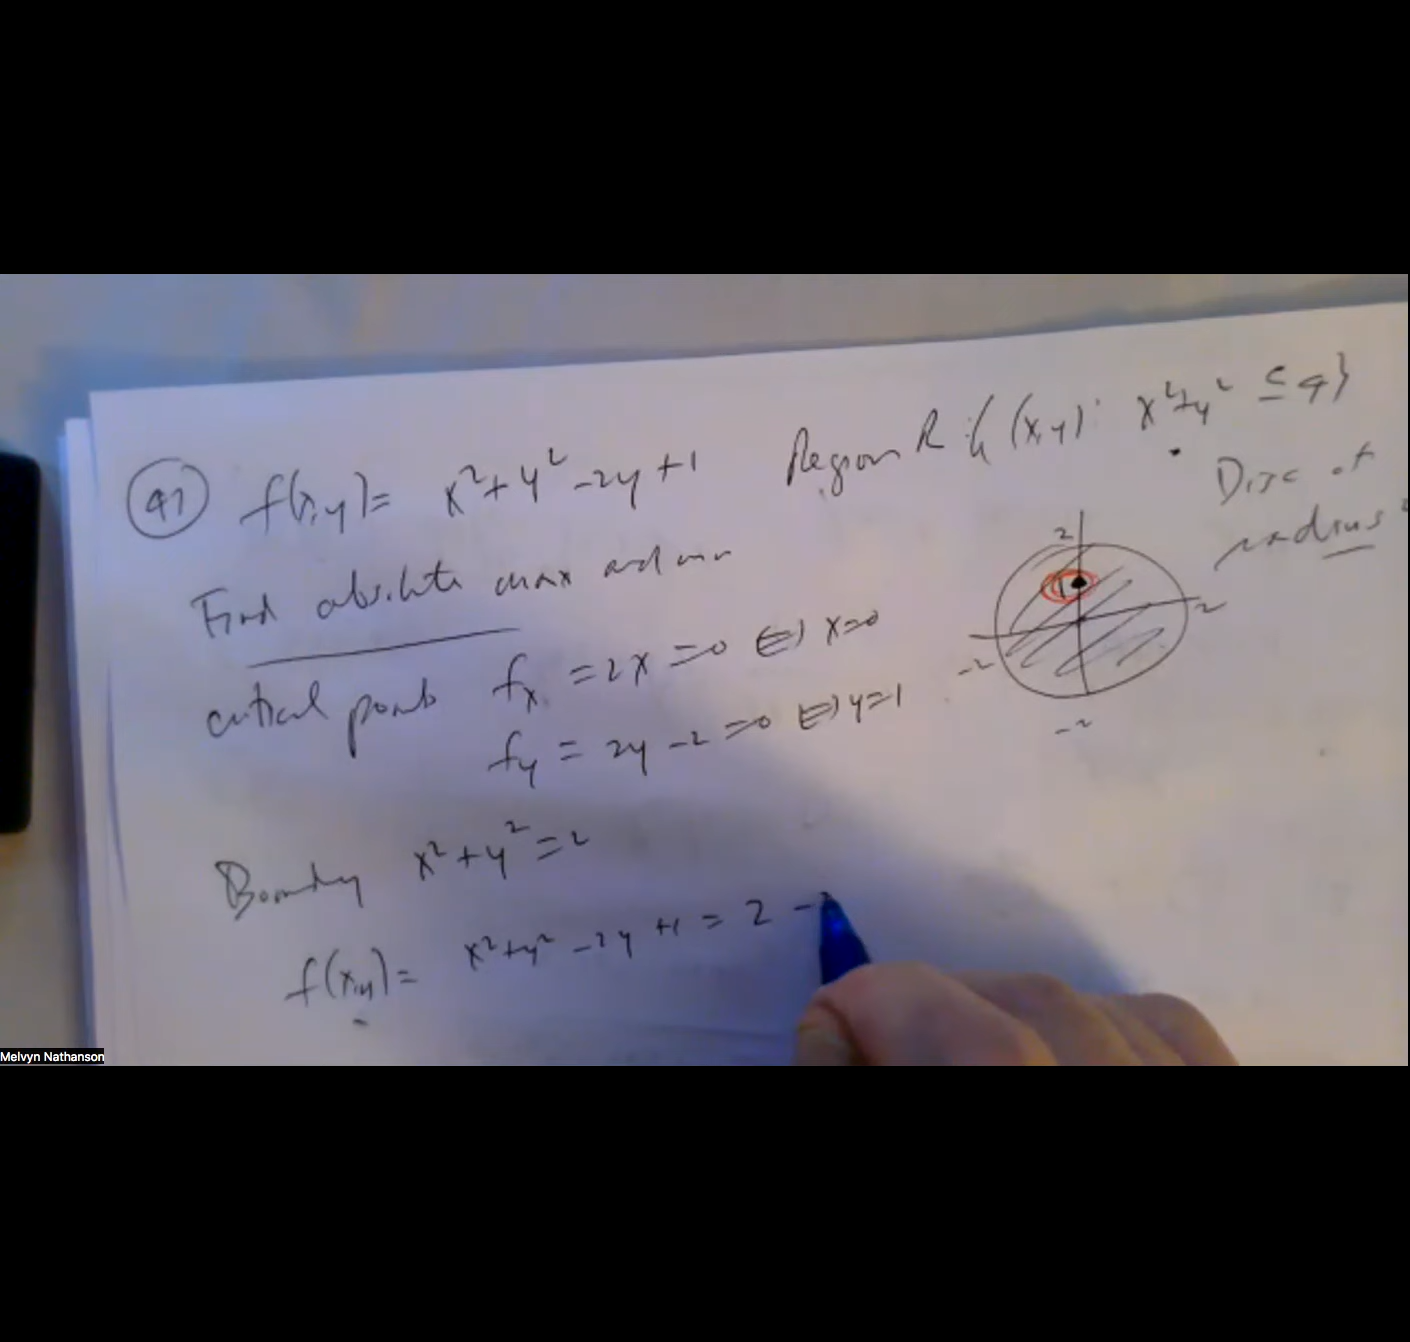 47 f(x,y)= x²+y²-2y+1 Region R {(x,y): x²+y² ≤ 4}
Disc of
radius
Find absolute max and min
2
1
2
-2
-2
critical points fx = 2x =0 ⇔ x=0
fy = 2y -2 =0 ⇔ y=1
Boundary x²+y²=2
f(x,y)= x²+y² -2y +1 = 2 -
Melvyn Nathanson